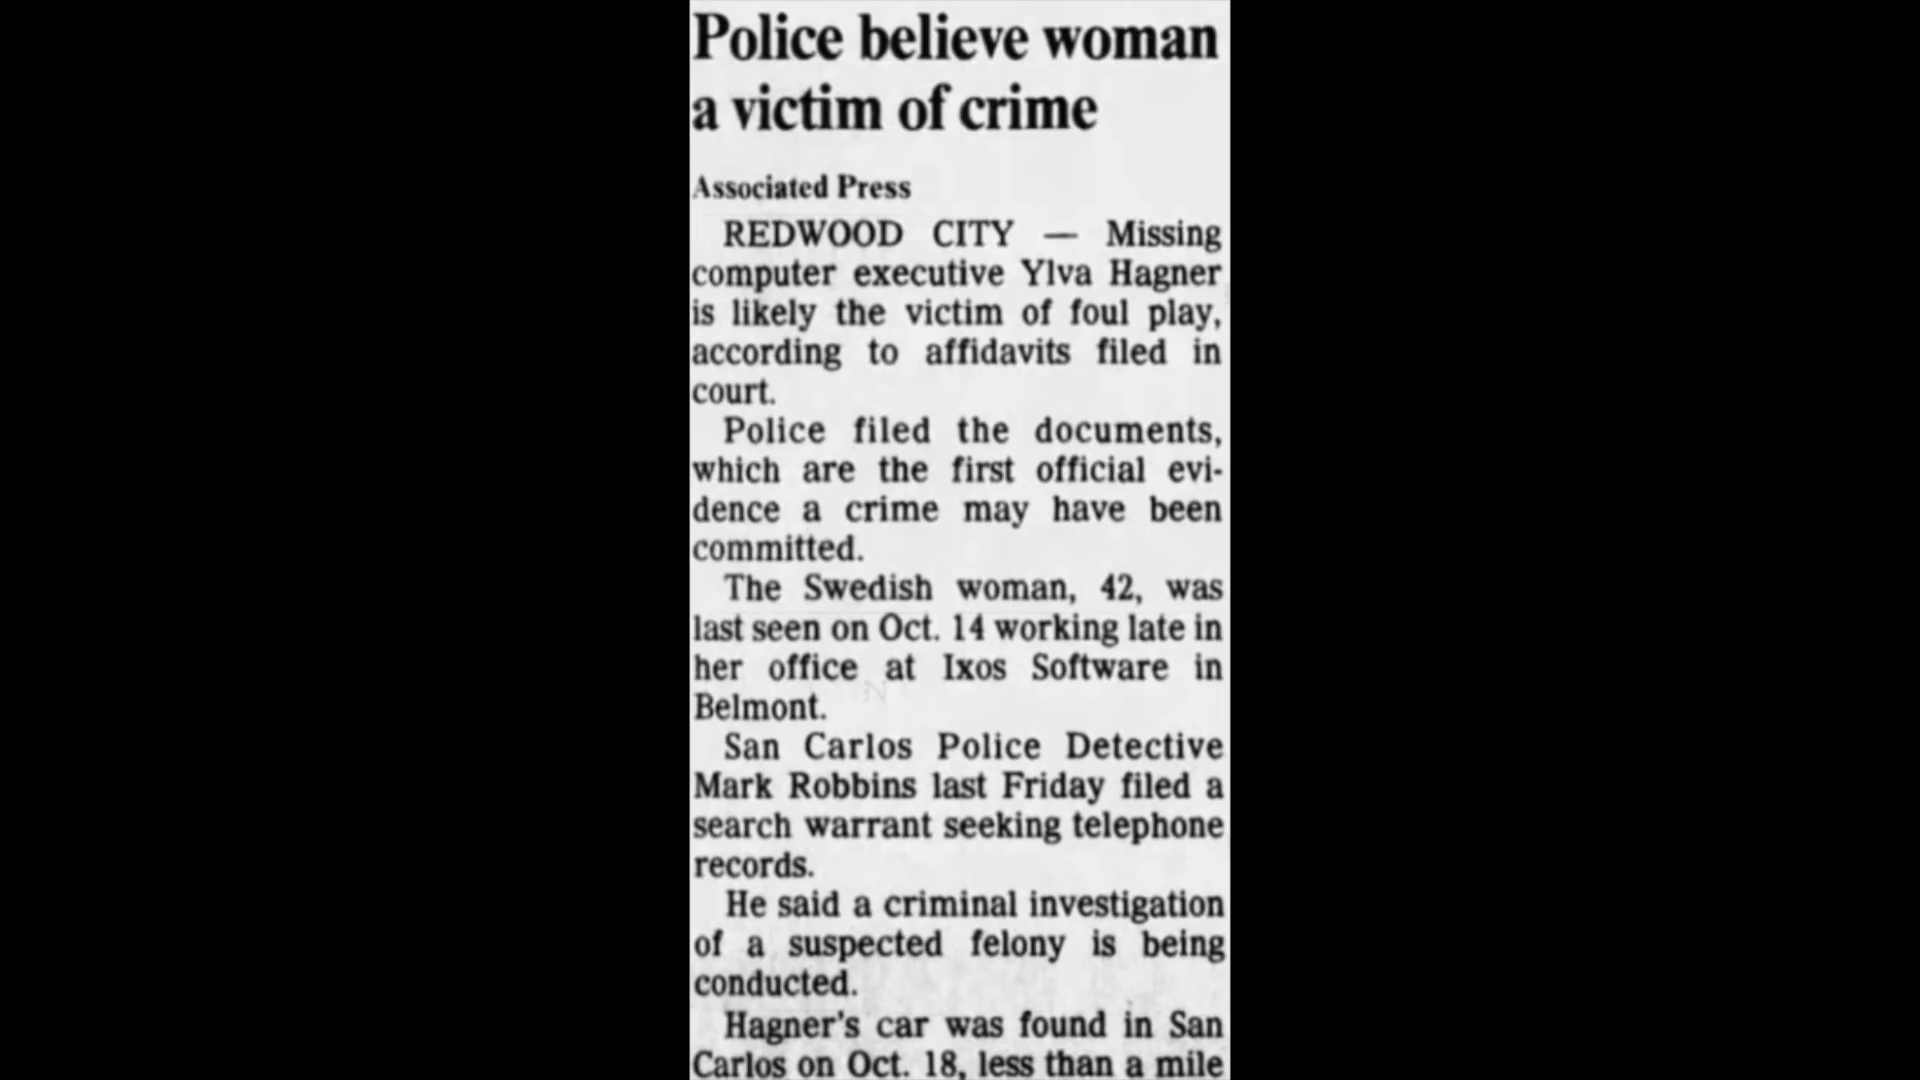 Police believe woman
a victim of crime
Associated Press
REDWOOD CITY — Missing
computer executive Ylva Hagner
is likely the victim of foul play,
according to affidavits filed in
court.
Police filed the documents,
which are the first official evi-
dence a crime may have been
committed.
The Swedish woman, 42, was
last seen on Oct. 14 working late in
her office at Ixos Software in
Belmont.
San Carlos Police Detective
Mark Robbins last Friday filed a
search warrant seeking telephone
records.
He said a criminal investigation
of a suspected felony is being
conducted.
Hagner's car was found in San
Carlos on Oct. 18, less than a mile